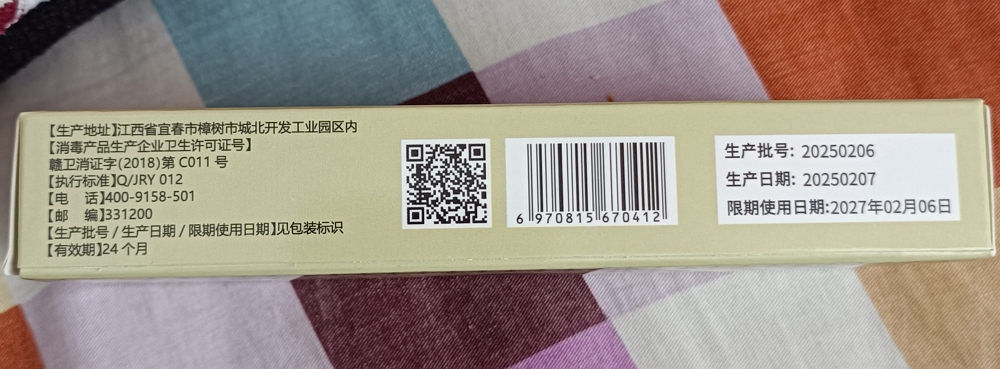 【生产地址】江西省宜春市樟树市城北开发工业园区内
【消毒产品生产企业卫生许可证号】
赣卫消证字(2018)第 C011 号
【执行标准】Q/JRY 012
【电　话】400-9158-501
【邮　编】331200
【生产批号 / 生产日期 / 限期使用日期】见包装标识
【有效期】24 个月
6 970815 670412
生产批号: 20250206
生产日期: 20250207
限期使用日期:2027年02月06日